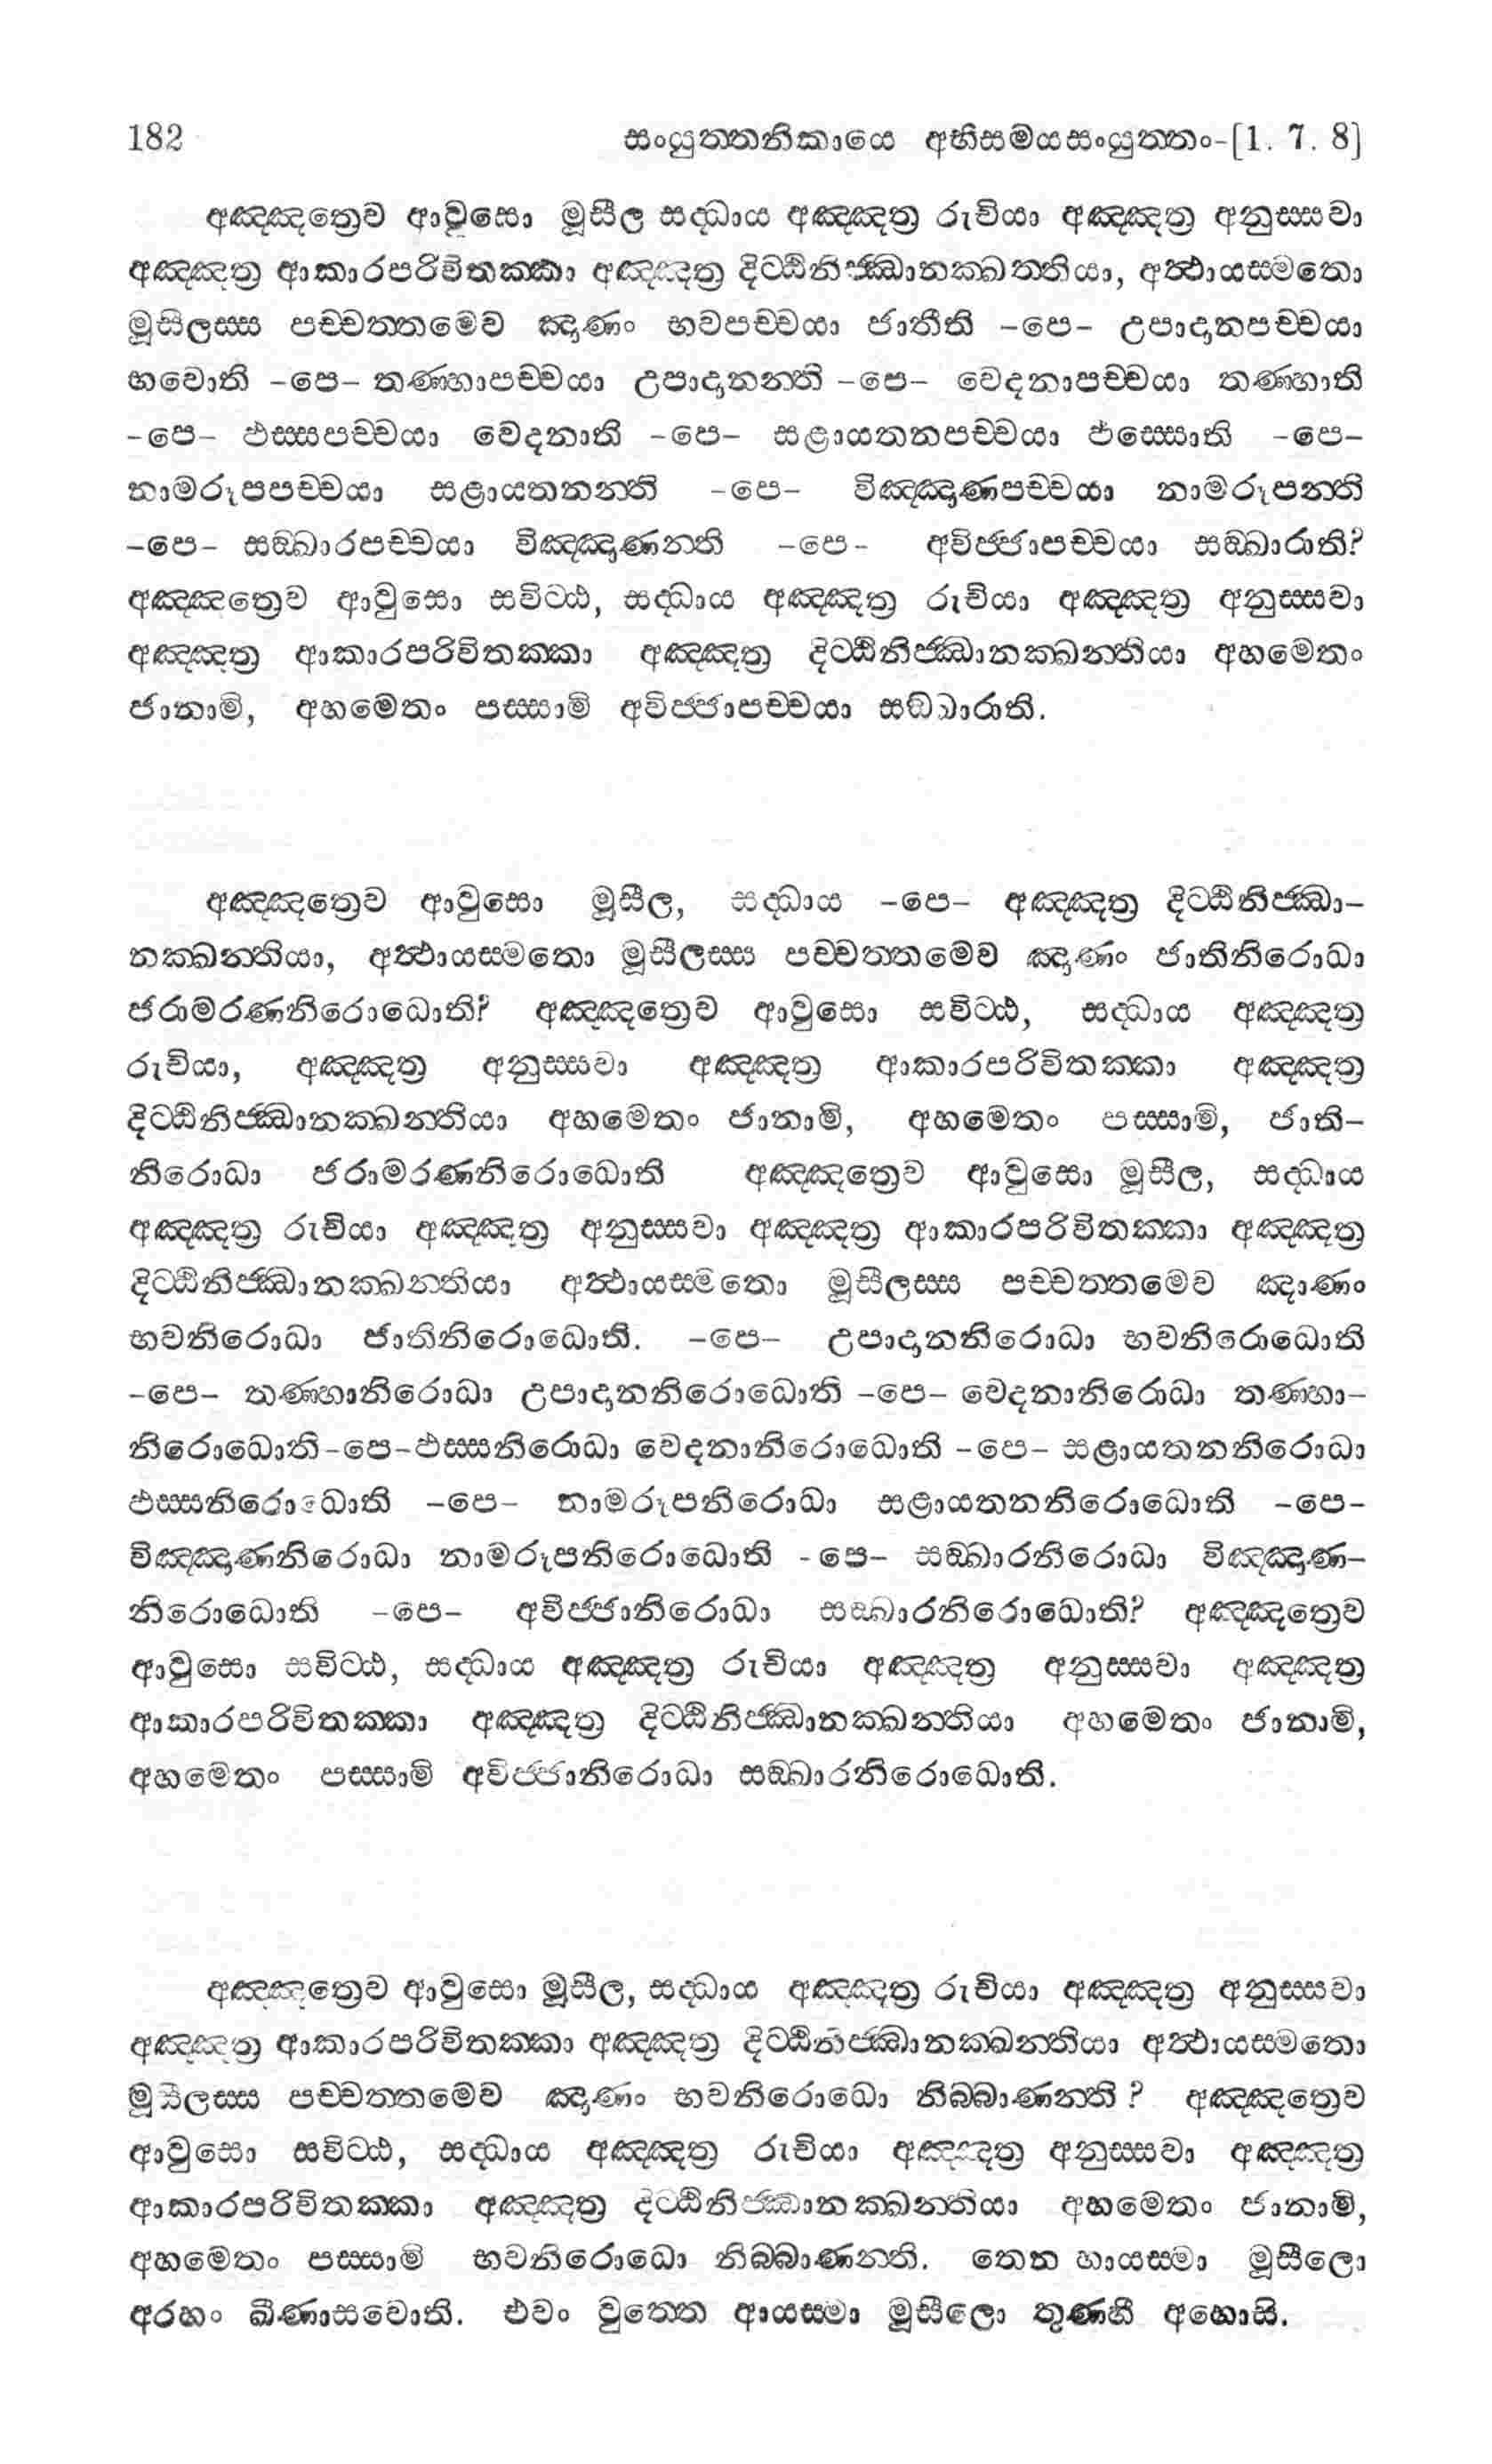 182 සංයුත්තනිකායෙ අභිසමයසංයුත්තං-[1. 7. 8]
අඤ්ඤත්‍රෙව ආවුසො මූසීල සද්ධාය අඤ්ඤත්‍ර රුචියා අඤ්ඤත්‍ර අනුස්සවා
අඤ්ඤත්‍ර ආකාරපරිවිතක්කා අඤ්ඤත්‍ර දිට්ඨිනිජ්ඣානක්ඛත්තියා, අත්ථායස්මතො
මූසිලස්ස පච්චත්තමෙව ඤාණං භවපච්චයා ජාතීති -පෙ- උපාදානපච්චයා
භවොති -පෙ- තණ්හාපච්චයා උපාදානන්ති -පෙ- වෙදනාපච්චයා තණ්හාති
-පෙ- ඵස්සපච්චයා වෙදනාති -පෙ- සළායතනපච්චයා ඵස්සොති -පෙ-
නාමරූපපච්චයා සළායතනන්ති -පෙ- විඤ්ඤාණපච්චයා නාමරූපන්ති
-පෙ- සඞ්ඛාරපච්චයා විඤ්ඤාණන්ති -පෙ- අවිජ්ජාපච්චයා සඞ්ඛාරාති?
අඤ්ඤත්‍රෙව ආවුසො සවිට්ඨ, සද්ධාය අඤ්ඤත්‍ර රුචියා අඤ්ඤත්‍ර අනුස්සවා
අඤ්ඤත්‍ර ආකාරපරිවිතක්කා අඤ්ඤත්‍ර දිට්ඨිනිජ්ඣානක්ඛන්තියා අහමෙතං
ජානාමි, අහමෙතං පස්සාමි අවිජ්ජාපච්චයා සඞ්ඛාරාති.
අඤ්ඤත්‍රෙව ආවුසො මූසීල, සද්ධාය -පෙ- අඤ්ඤත්‍ර දිට්ඨිනිජ්ඣා-
නක්ඛන්තියා, අත්ථායස්මතො මූසීලස්ස පච්චත්තමෙව ඤාණං ජාතිනිරොධා
ජරාමරණනිරොධොති? අඤ්ඤත්‍රෙව ආවුසො සවිට්ඨ, සද්ධාය අඤ්ඤත්‍ර
රුචියා, අඤ්ඤත්‍ර අනුස්සවා අඤ්ඤත්‍ර ආකාරපරිවිතක්කා අඤ්ඤත්‍ර
දිට්ඨිනිජ්ඣානක්ඛන්තියා අහමෙතං ජානාමි, අහමෙතං පස්සාමි, ජාති-
නිරොධා ජරාමරණනිරොධොති අඤ්ඤත්‍රෙව ආවුසො මූසීල, සද්ධාය
අඤ්ඤත්‍ර රුචියා අඤ්ඤත්‍ර අනුස්සවා අඤ්ඤත්‍ර ආකාරපරිවිතක්කා අඤ්ඤත්‍ර
දිට්ඨිනිජ්ඣානක්ඛන්තියා අත්ථායස්මතො මූසීලස්ස පච්චත්තමෙව ඤාණං
භවනිරොධා ජාතිනිරොධොති. -පෙ- උපාදානනිරොධා භවනිරොධොති
-පෙ- තණ්හානිරොධා උපාදානනිරොධොති -පෙ- වෙදනානිරොධා තණ්හා-
නිරොධොති-පෙ-ඵස්සනිරොධා වෙදනානිරොධොති -පෙ- සළායතනනිරොධා
ඵස්සනිරොධොති -පෙ- නාමරූපනිරොධා සළායතනනිරොධොති -පෙ-
විඤ්ඤාණනිරොධා නාමරූපනිරොධොති -පෙ- සඞ්ඛාරනිරොධා විඤ්ඤාණ-
නිරොධොති -පෙ- අවිජ්ජානිරොධා සඞ්ඛාරනිරොධොති? අඤ්ඤත්‍රෙව
ආවුසො සවිට්ඨ, සද්ධාය අඤ්ඤත්‍ර රුචියා අඤ්ඤත්‍ර අනුස්සවා අඤ්ඤත්‍ර
ආකාරපරිවිතක්කා අඤ්ඤත්‍ර දිට්ඨිනිජ්ඣානක්ඛන්තියා අහමෙතං ජානාමි,
අහමෙතං පස්සාමි අවිජ්ජානිරොධා සඞ්ඛාරනිරොධොති.
අඤ්ඤත්‍රෙව ආවුසො මූසීල, සද්ධාය අඤ්ඤත්‍ර රුචියා අඤ්ඤත්‍ර අනුස්සවා
අඤ්ඤත්‍ර ආකාරපරිවිතක්කා අඤ්ඤත්‍ර දිට්ඨිනිජ්ඣානක්ඛන්තියා අත්ථායස්මතො
මූසීලස්ස පච්චත්තමෙව ඤාණං භවනිරොධො නිබ්බාණන්ති? අඤ්ඤත්‍රෙව
ආවුසො සවිට්ඨ, සද්ධාය අඤ්ඤත්‍ර රුචියා අඤ්ඤත්‍ර අනුස්සවා අඤ්ඤත්‍ර
ආකාරපරිවිතක්කා අඤ්ඤත්‍ර දිට්ඨිනිජ්ඣානක්ඛන්තියා අහමෙතං ජානාමි,
අහමෙතං පස්සාමි භවනිරොධො නිබ්බාණන්ති. තෙන හායස්මා මූසීලො
අරහං ඛීණාසවොති. එවං වුත්තෙ ආයස්මා මූසීලො තුණ්හී අහොසි.